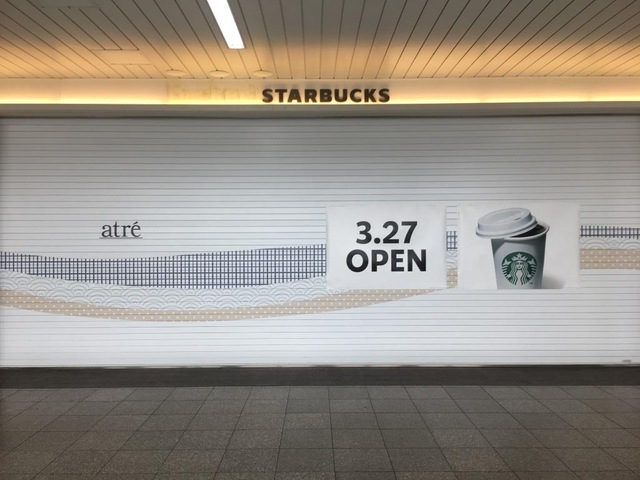 STARBUCKS
atré
3.27
OPEN